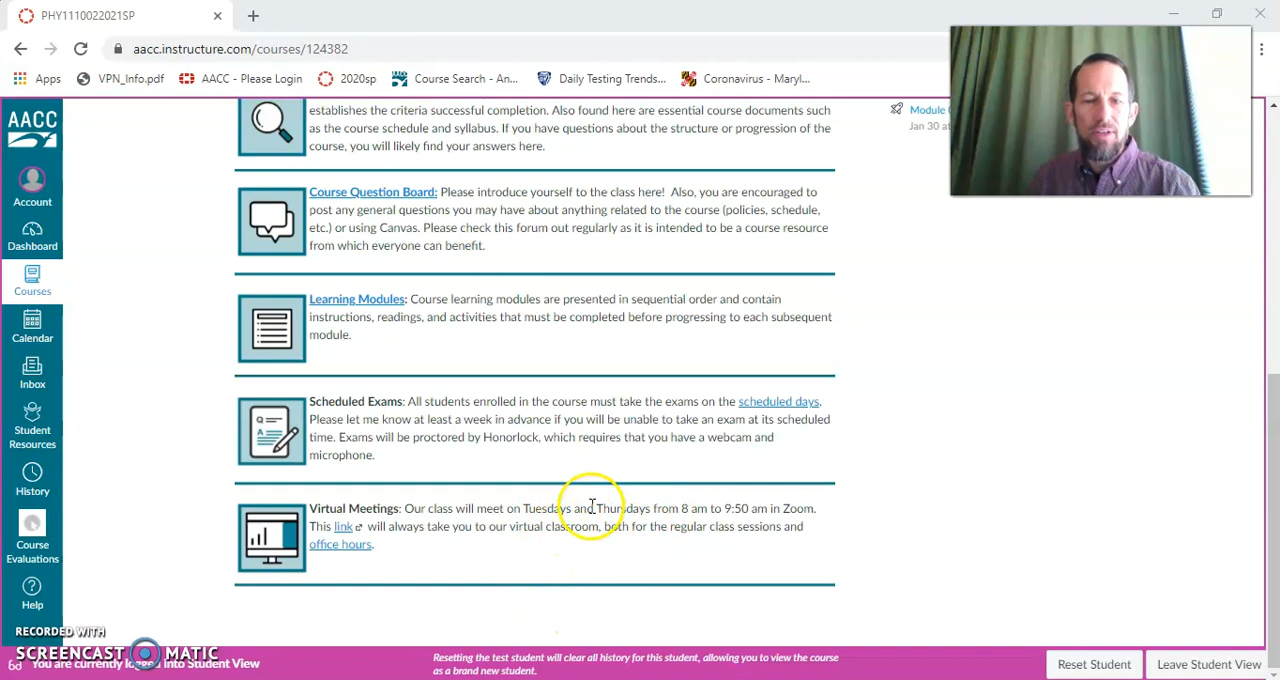 PHY1110022021SP
aacc.instructure.com/courses/124382
Apps VPN_Info.pdf AACC - Please Login 2020sp Course Search - An... Daily Testing Trends... Coronavirus - Maryl...
AACC
Account
Dashboard
Courses
Calendar
Inbox
Student
Resources
History
Course
Evaluations
Help
establishes the criteria successful completion. Also found here are essential course documents such
as the course schedule and syllabus. If you have questions about the structure or progression of the
course, you will likely find your answers here.
Course Question Board: Please introduce yourself to the class here! Also, you are encouraged to
post any general questions you may have about anything related to the course (policies, schedule,
etc.) or using Canvas. Please check this forum out regularly as it is intended to be a course resource
from which everyone can benefit.
Learning Modules: Course learning modules are presented in sequential order and contain
instructions, readings, and activities that must be completed before progressing to each subsequent
module.
Q
A
Scheduled Exams: All students enrolled in the course must take the exams on the scheduled days.
Please let me know at least a week in advance if you will be unable to take an exam at its scheduled
time. Exams will be proctored by Honorlock, which requires that you have a webcam and
microphone.
Virtual Meetings: Our class will meet on Tuesdays and Thursdays from 8 am to 9:50 am in Zoom.
This link will always take you to our virtual classroom, both for the regular class sessions and
office hours.
Module
Jan 30 at
RECORDED WITH
SCREENCAST MATIC
You are currently logged into Student View
Resetting the test student will clear all history for this student, allowing you to view the course
as a brand new student.
Reset Student
Leave Student View